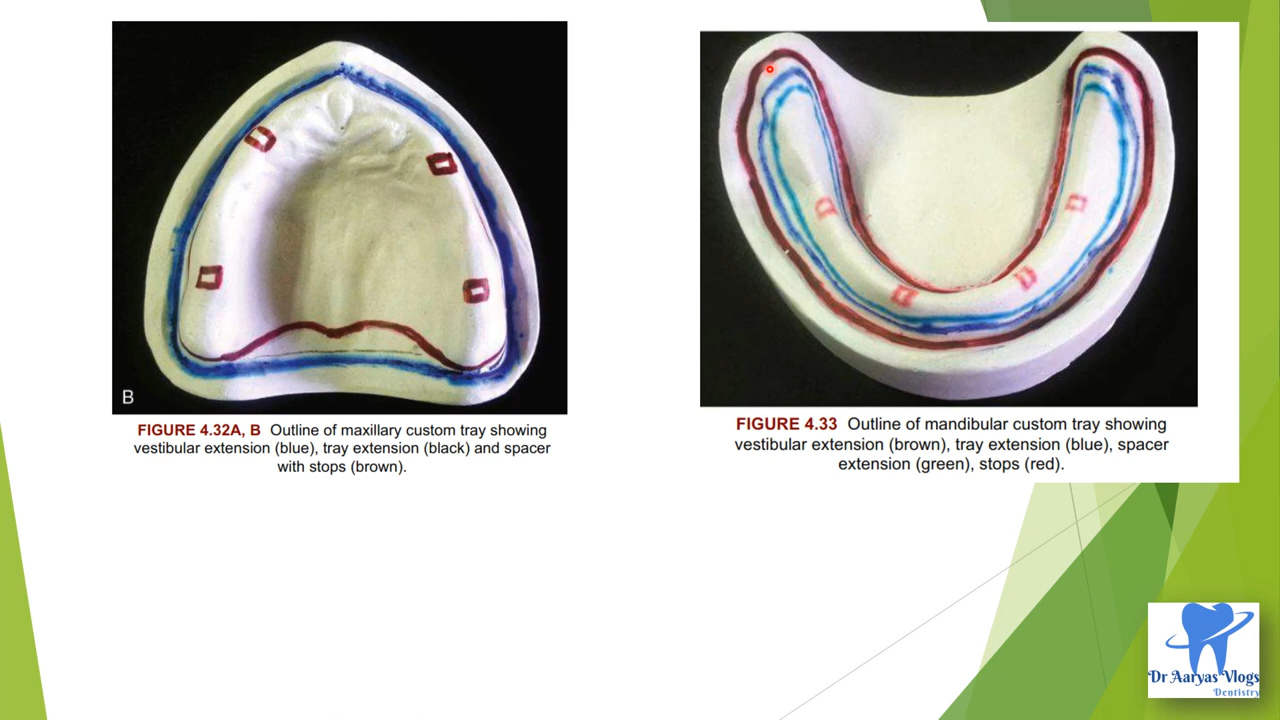 B
FIGURE 4.32A, B Outline of maxillary custom tray showing
vestibular extension (blue), tray extension (black) and spacer
with stops (brown).
FIGURE 4.33 Outline of mandibular custom tray showing
vestibular extension (brown), tray extension (blue), spacer
extension (green), stops (red).
Dr Aaryas Vlogs
Dentistry